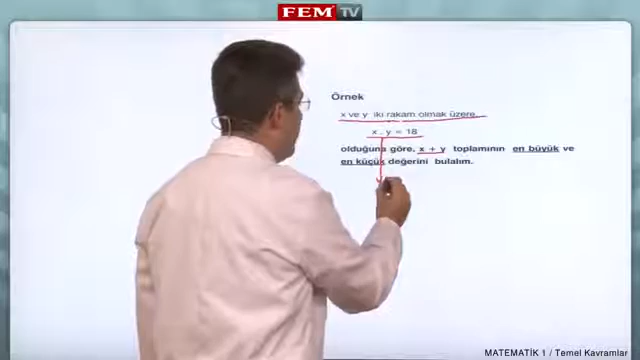 FEM TV
Örnek
x ve y iki rakam olmak üzere,
x . y = 18
olduğuna göre, x + y toplamının en büyük ve
en küçük değerini bulalım.
MATEMATİK 1 / Temel Kavramlar